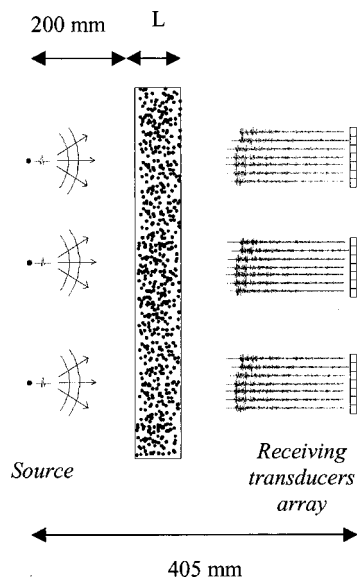 200 mm
L
Source
Receiving
transducers
array
405 mm